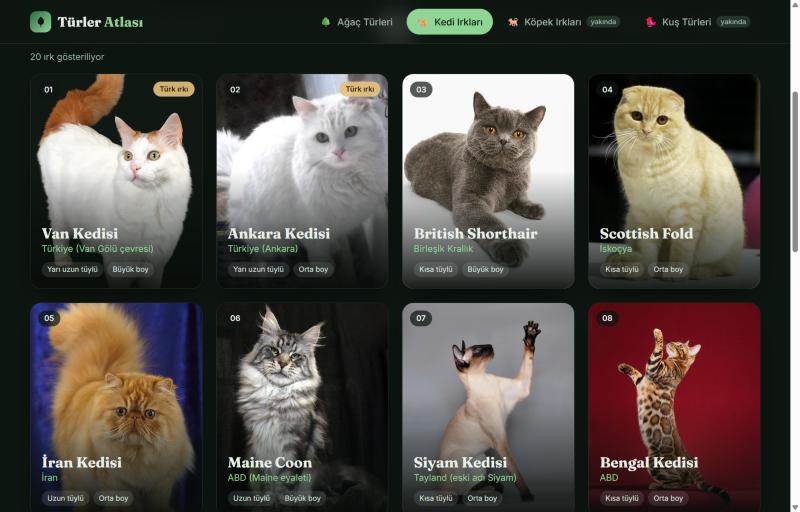 Türler Atlası
Ağaç Türleri
Kedi Irkları
Köpek Irkları yakında
Kuş Türleri yakında
20 ırk gösteriliyor
01 Türk ırkı
Van Kedisi
Türkiye (Van Gölü çevresi)
Yarı uzun tüylü Büyük boy
02 Türk ırkı
Ankara Kedisi
Türkiye (Ankara)
Yarı uzun tüylü Orta boy
03
British Shorthair
Birleşik Krallık
Kısa tüylü Büyük boy
04
Scottish Fold
İskoçya
Kısa tüylü Orta boy
05
İran Kedisi
İran
Uzun tüylü Orta boy
06
Maine Coon
ABD (Maine eyaleti)
Uzun tüylü Büyük boy
07
Siyam Kedisi
Tayland (eski adı Siyam)
Kısa tüylü Orta boy
08
Bengal Kedisi
ABD
Kısa tüylü Orta boy